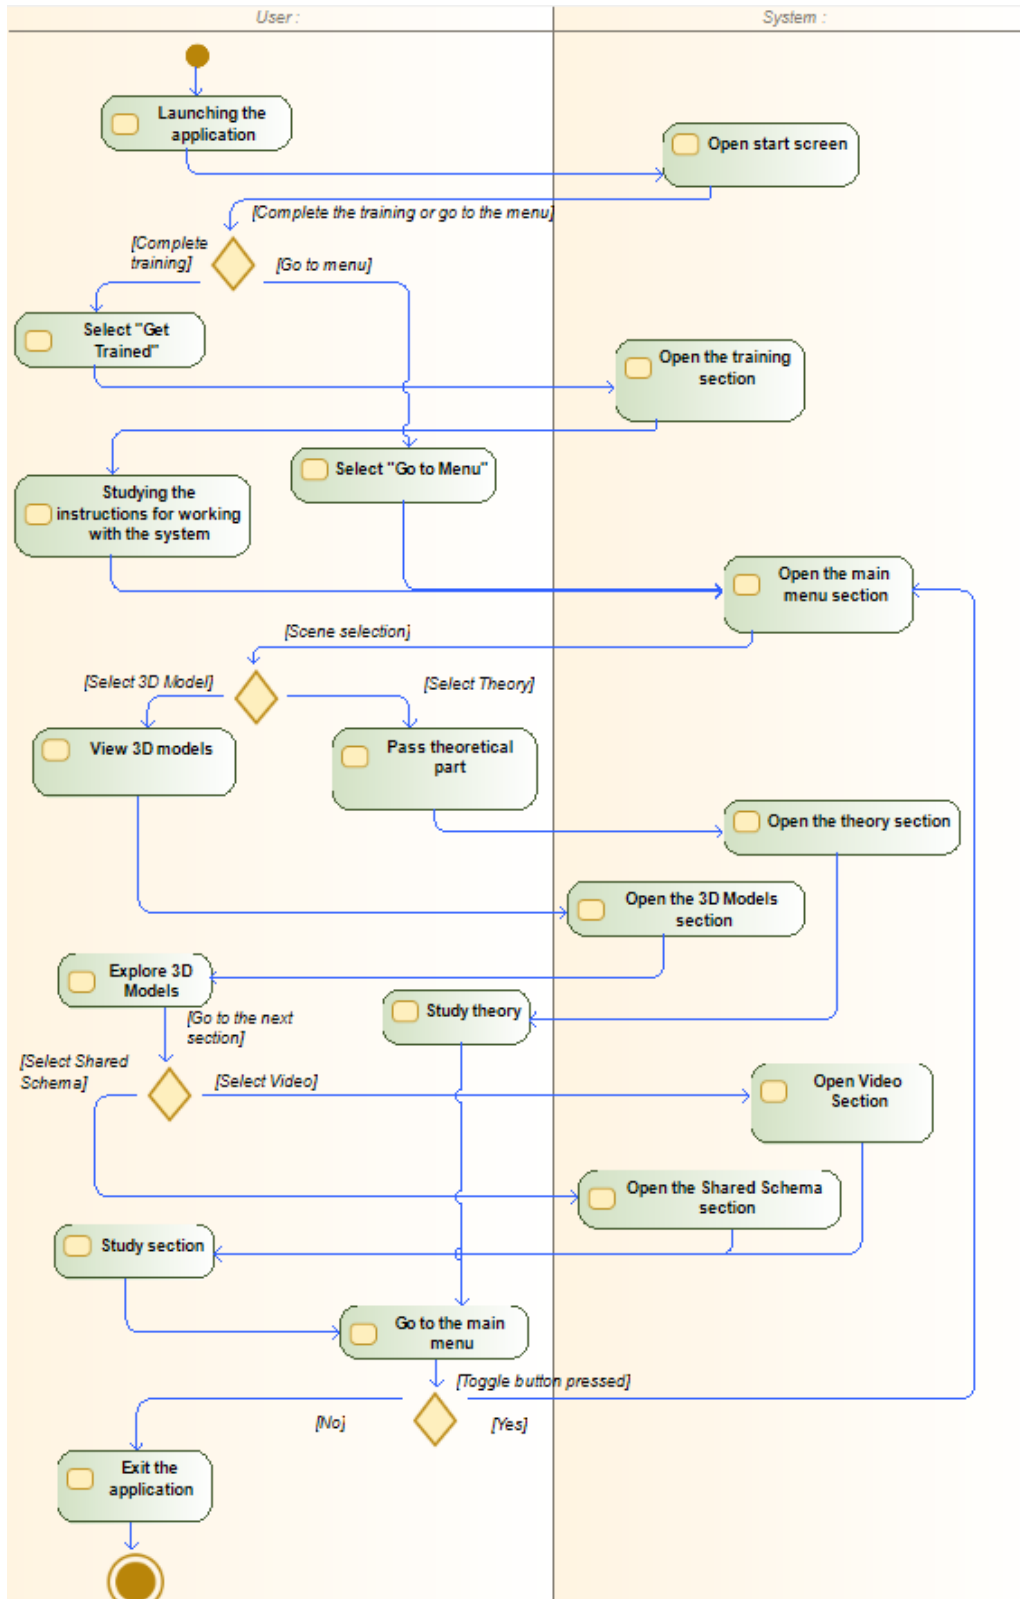 User :
System :
Launching the
application
Open start screen
[Complete the training or go to the menu]
[Complete
training]
[Go to menu]
Select "Get
Trained"
Open the training
section
Select "Go to Menu"
Studying the
instructions for working
with the system
Open the main
menu section
[Scene selection]
[Select 3D Model]
[Select Theory]
View 3D models
Pass theoretical
part
Open the theory section
Open the 3D Models
section
Explore 3D
Models
Study theory
[Go to the next
section]
[Select Shared
Schema]
[Select Video]
Open Video
Section
Open the Shared Schema
section
Study section
Go to the main
menu
[Toggle button pressed]
[No]
[Yes]
Exit the
application